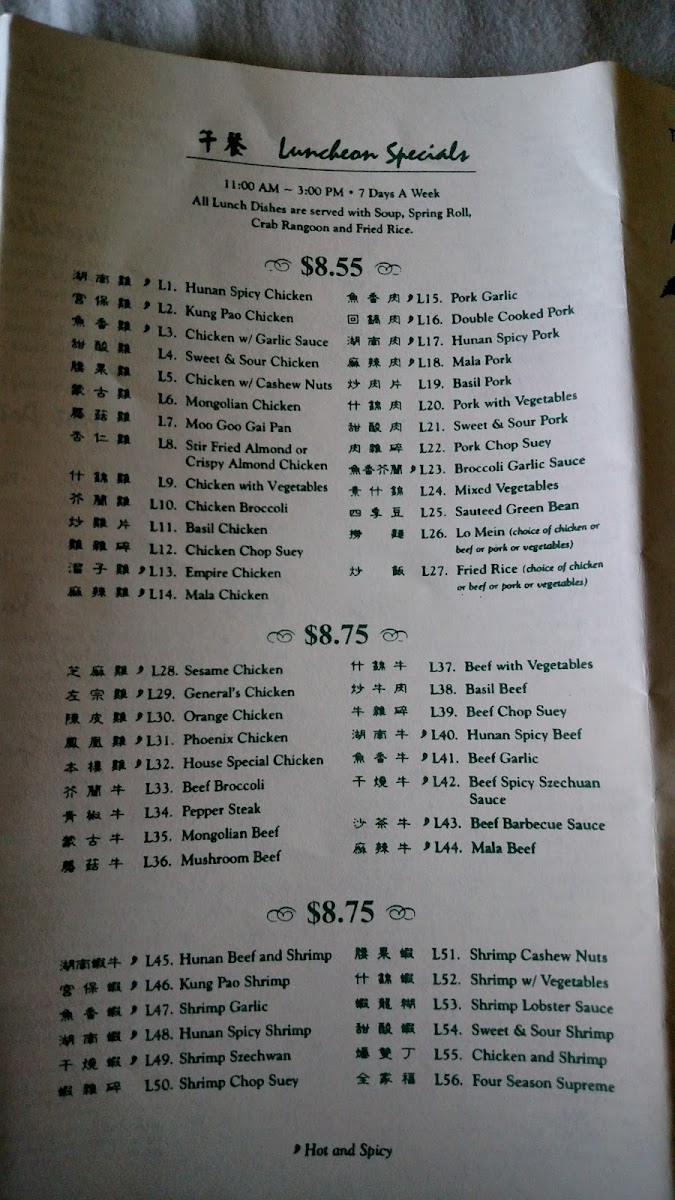 午餐 Luncheon Specials
11:00 AM ~ 3:00 PM • 7 Days A Week
All Lunch Dishes are served with Soup, Spring Roll,
Crab Rangoon and Fried Rice.
$8.55
湖南雞 L1. Hunan Spicy Chicken
宮保雞 L2. Kung Pao Chicken
魚香雞 L3. Chicken w/ Garlic Sauce
甜酸雞 L4. Sweet & Sour Chicken
腰果雞 L5. Chicken w/ Cashew Nuts
蒙古雞 L6. Mongolian Chicken
蘑菇雞 L7. Moo Goo Gai Pan
杏仁雞 L8. Stir Fried Almond or
Crispy Almond Chicken
什錦雞 L9. Chicken with Vegetables
芥蘭雞 L10. Chicken Broccoli
炒雞片 L11. Basil Chicken
雞雜碎 L12. Chicken Chop Suey
溜子雞 L13. Empire Chicken
麻辣雞 L14. Mala Chicken
魚香肉 L15. Pork Garlic
回鍋肉 L16. Double Cooked Pork
湖南肉 L17. Hunan Spicy Pork
麻辣肉 L18. Mala Pork
炒肉片 L19. Basil Pork
什錦肉 L20. Pork with Vegetables
甜酸肉 L21. Sweet & Sour Pork
肉雜碎 L22. Pork Chop Suey
魚香芥蘭 L23. Broccoli Garlic Sauce
素什錦 L24. Mixed Vegetables
四季豆 L25. Sauteed Green Bean
撈麵 L26. Lo Mein (choice of chicken or
beef or pork or vegetables)
炒飯 L27. Fried Rice (choice of chicken
or beef or pork or vegetables)
$8.75
芝麻雞 L28. Sesame Chicken
左宗雞 L29. General's Chicken
陳皮雞 L30. Orange Chicken
鳳凰雞 L31. Phoenix Chicken
本樓雞 L32. House Special Chicken
芥蘭牛 L33. Beef Broccoli
青椒牛 L34. Pepper Steak
蒙古牛 L35. Mongolian Beef
蘑菇牛 L36. Mushroom Beef
什錦牛 L37. Beef with Vegetables
炒牛肉 L38. Basil Beef
牛雜碎 L39. Beef Chop Suey
湖南牛 L40. Hunan Spicy Beef
魚香牛 L41. Beef Garlic
干燒牛 L42. Beef Spicy Szechuan
Sauce
沙茶牛 L43. Beef Barbecue Sauce
麻辣牛 L44. Mala Beef
$8.75
湖南蝦牛 L45. Hunan Beef and Shrimp
宮保蝦 L46. Kung Pao Shrimp
魚香蝦 L47. Shrimp Garlic
湖南蝦 L48. Hunan Spicy Shrimp
干燒蝦 L49. Shrimp Szechwan
蝦雜碎 L50. Shrimp Chop Suey
腰果蝦 L51. Shrimp Cashew Nuts
什錦蝦 L52. Shrimp w/ Vegetables
蝦龍糊 L53. Shrimp Lobster Sauce
甜酸蝦 L54. Sweet & Sour Shrimp
爆雙丁 L55. Chicken and Shrimp
全家福 L56. Four Season Supreme
Hot and Spicy